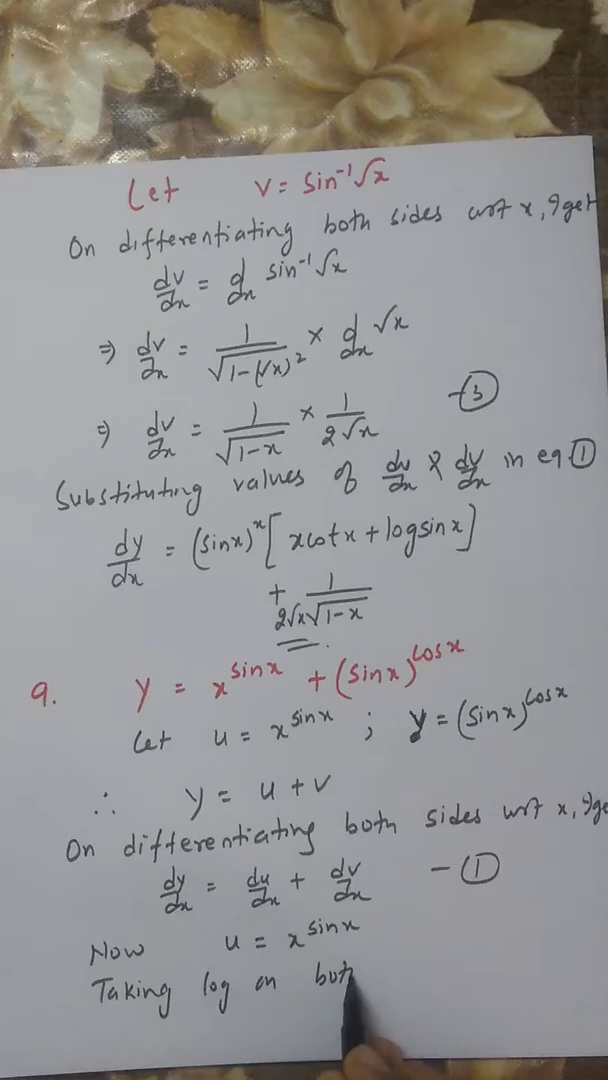 Let v = sin⁻¹√x
On differentiating both sides wrt x, I get
dv/dx = d/dx sin⁻¹√x
⇒ dv/dx = 1/√(1-(√x)²) × d/dx √x
⇒ dv/dx = 1/√(1-x) × 1/(2√x) -③
Substituting values of du/dx & dv/dx in eq ①
dy/dx = (sinx)ˣ [xcotx + logsinx]
+ 1/(2√x√(1-x))
9. y = x^sinx + (sinx)^cosx
Let u = x^sinx ; y = (sinx)^cosx
∴ y = u + v
On differentiating both sides wrt x, I ge
dy/dx = du/dx + dv/dx -①
Now u = x^sinx
Taking log on bot